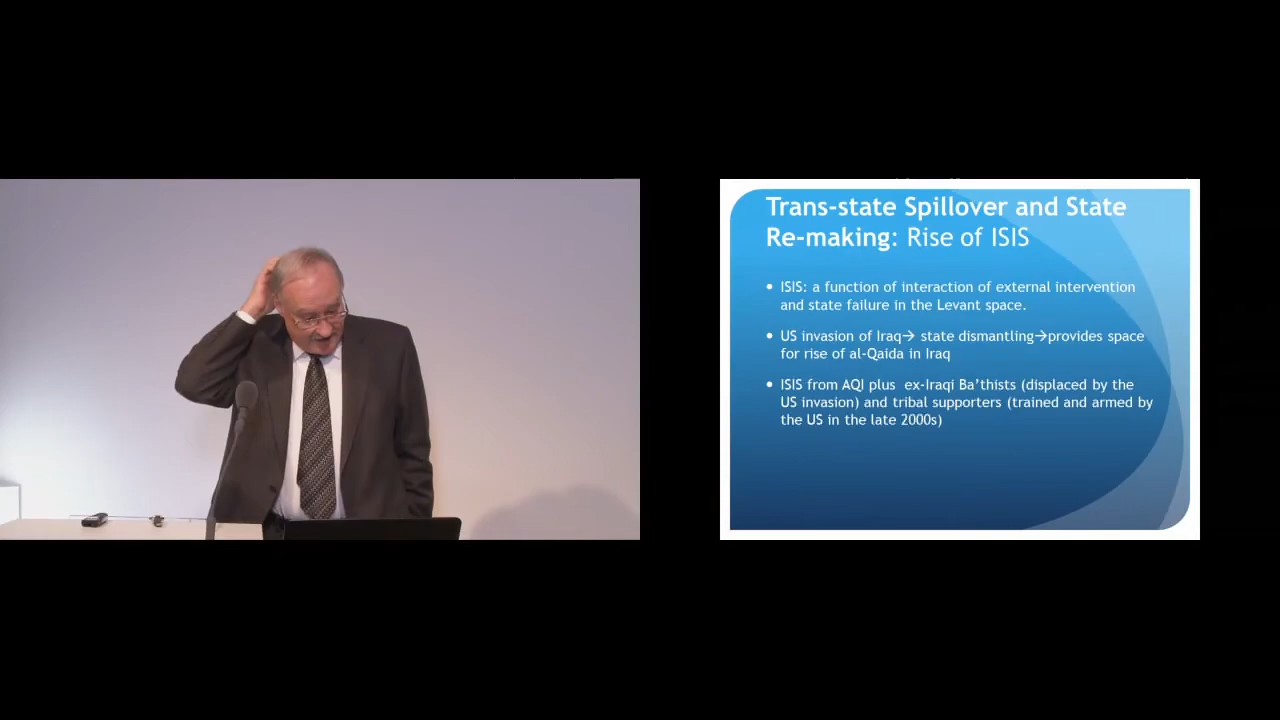 Trans-state Spillover and State
Re-making: Rise of ISIS
• ISIS: a function of interaction of external intervention
and state failure in the Levant space.
• US invasion of Iraq→ state dismantling→provides space
for rise of al-Qaida in Iraq
• ISIS from AQI plus  ex-Iraqi Ba’thists (displaced by the
US invasion) and tribal supporters (trained and armed by
the US in the late 2000s)